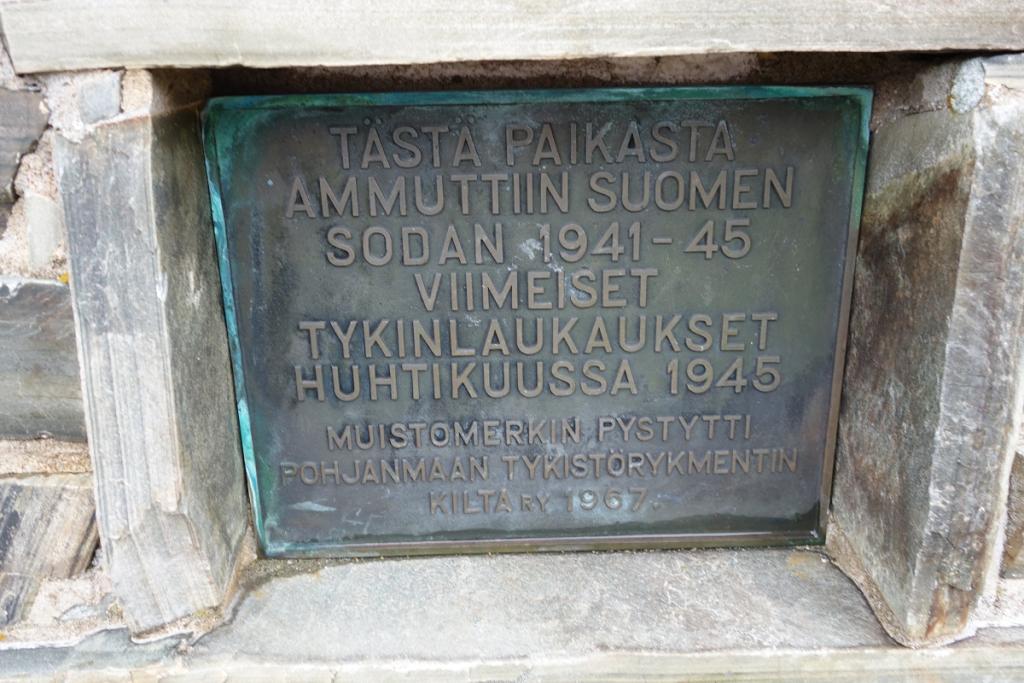 TÄSTÄ PAIKASTA
AMMUTTIIN SUOMEN
SODAN 1941-45
VIIMEISET
TYKINLAUKAUKSET
HUHTIKUUSSA 1945
MUISTOMERKIN PYSTYTTI
POHJANMAAN TYKISTÖRYKMENTIN
KILTA RY 1967.